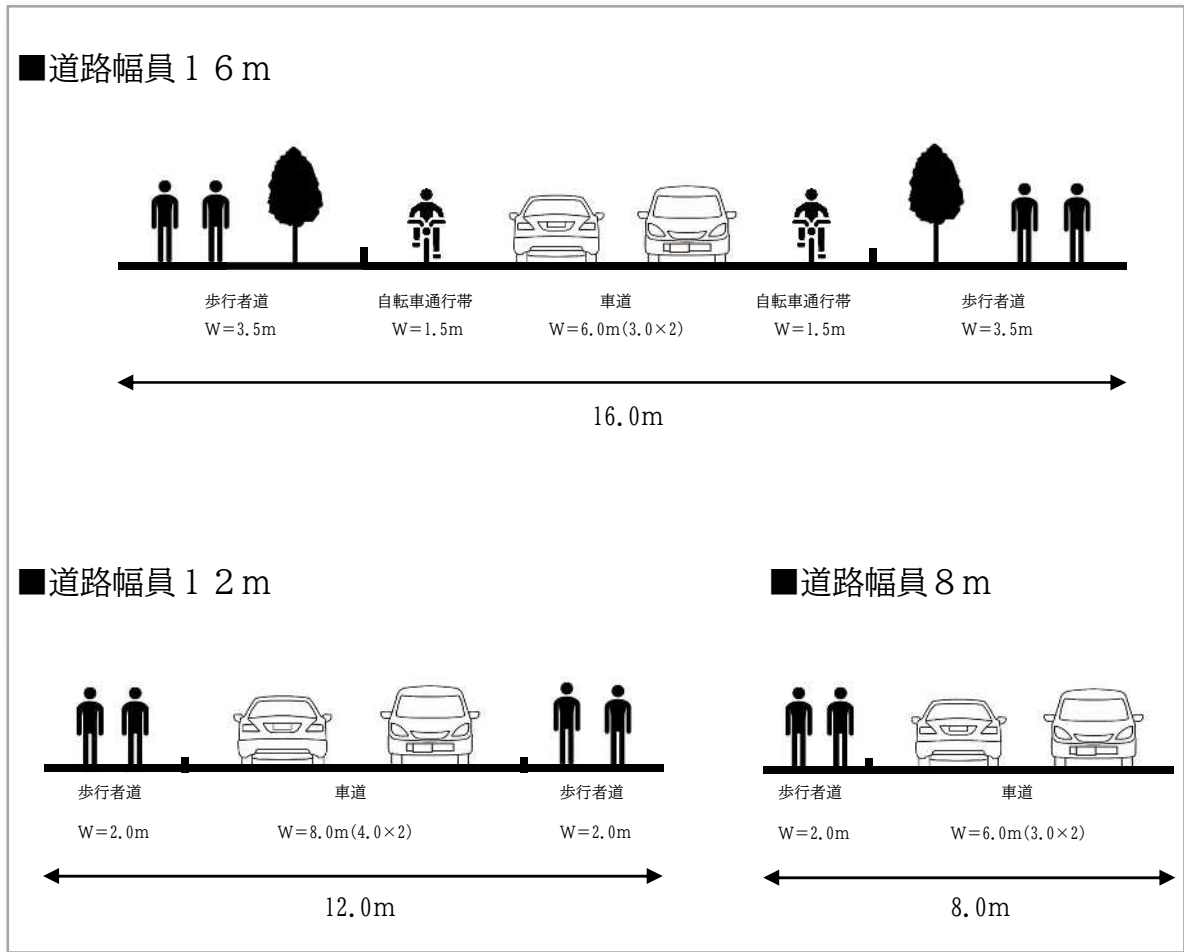 ■道路幅員１６ｍ
歩行者道 自転車通行帯 車道 自転車通行帯 歩行者道
W＝3.5m W＝1.5m W＝6.0m(3.0×2) W＝1.5m W＝3.5m
16.0m
■道路幅員１２ｍ
歩行者道 車道 歩行者道
W＝2.0m W＝8.0m(4.0×2) W＝2.0m
12.0m
■道路幅員８ｍ
歩行者道 車道
W＝2.0m W＝6.0m(3.0×2)
8.0m